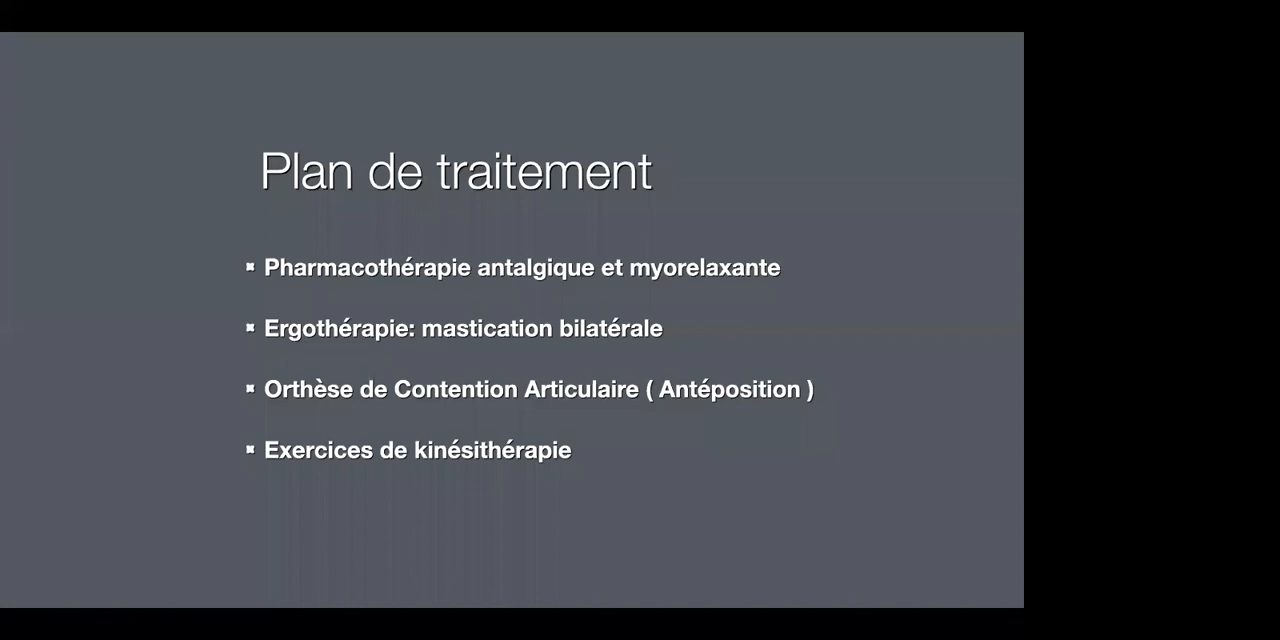 Plan de traitement
Pharmacothérapie antalgique et myorelaxante
Ergothérapie: mastication bilatérale
Orthèse de Contention Articulaire ( Antéposition )
Exercices de kinésithérapie